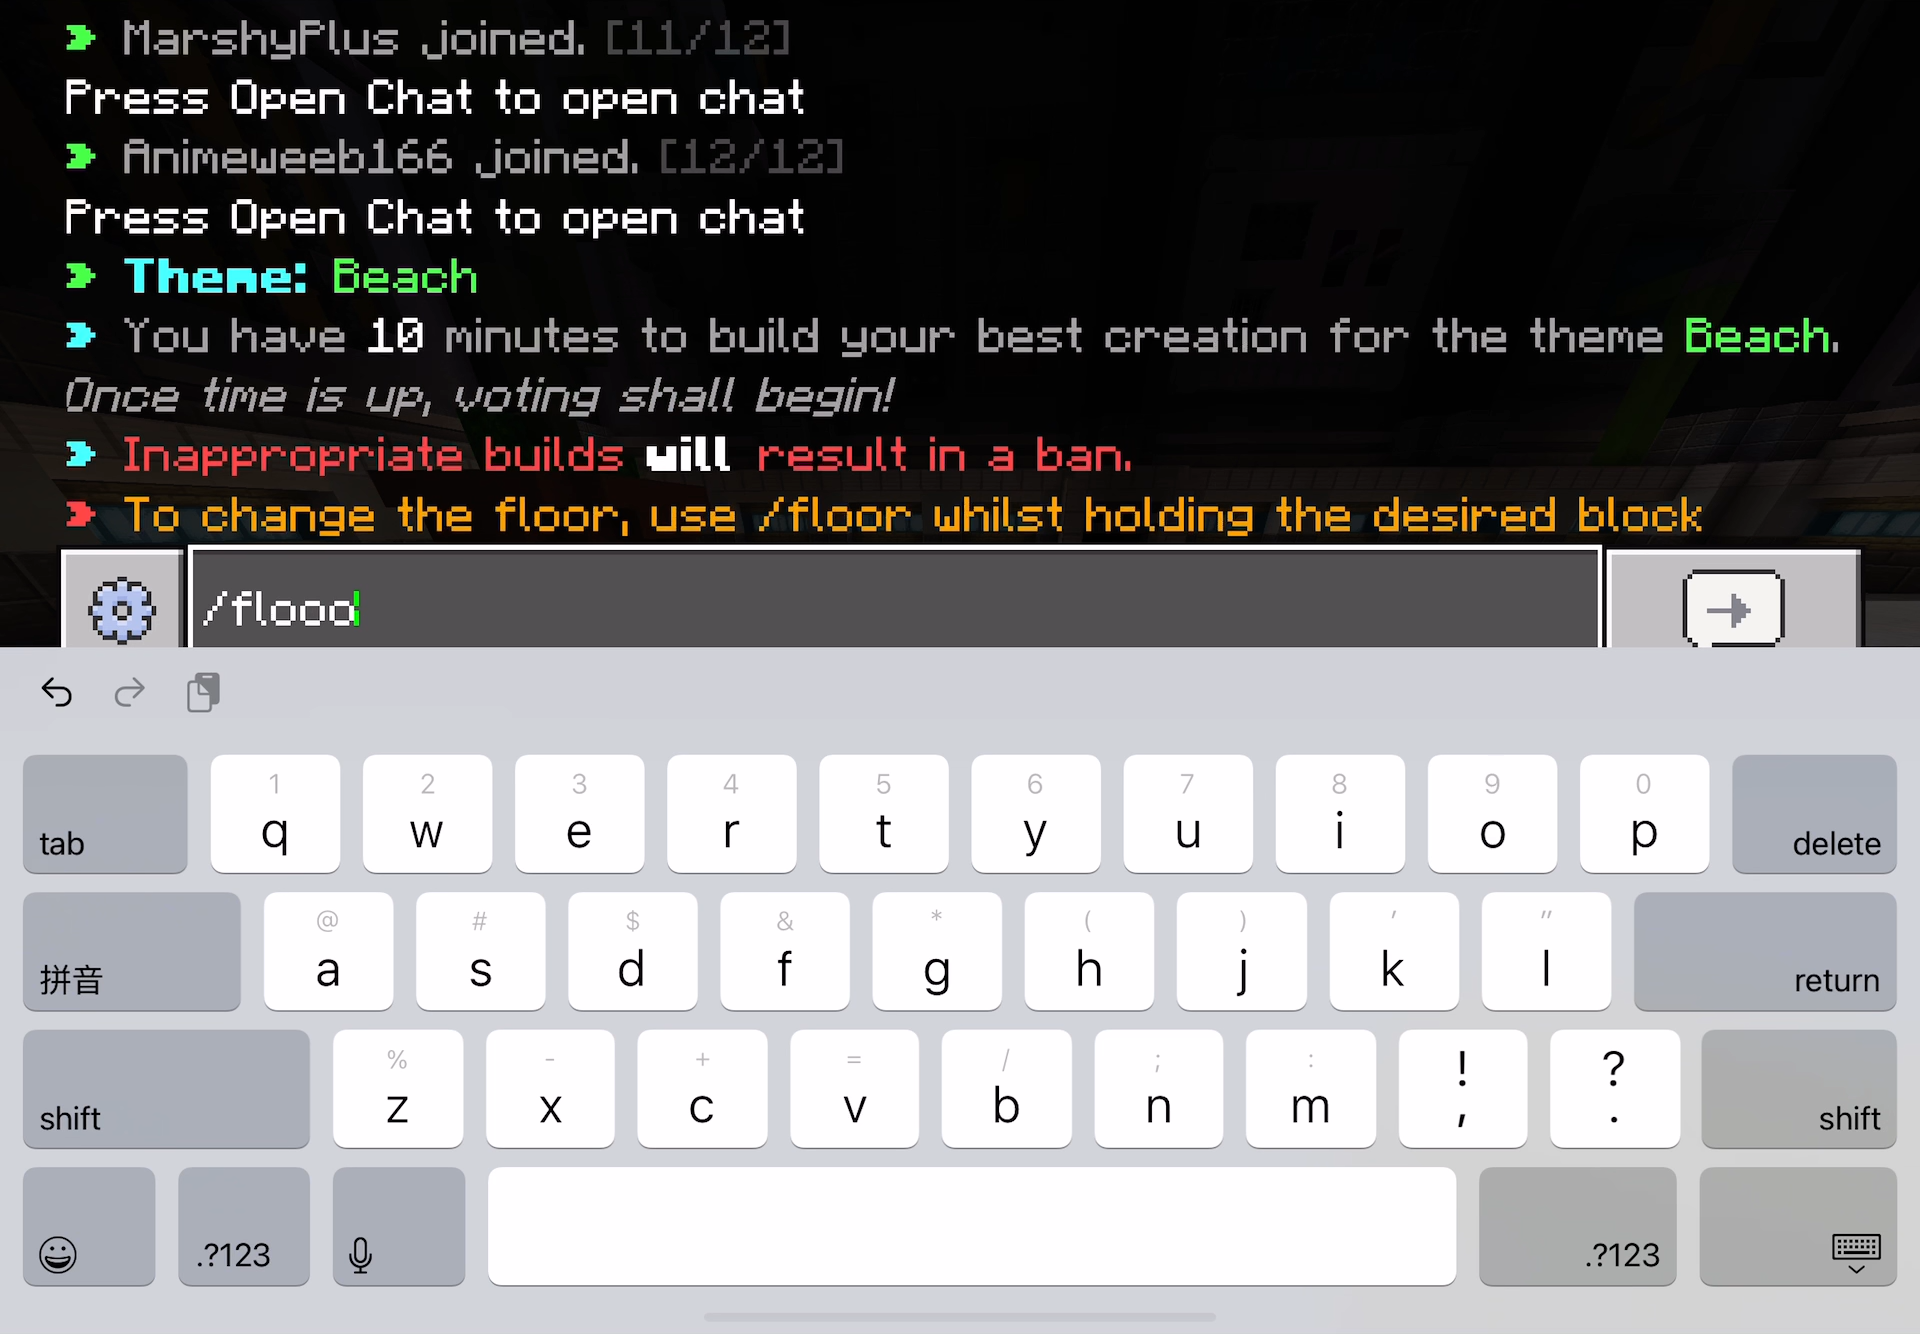 MarshyPlus joined. [11/12]
Press Open Chat to open chat
Animeweeb166 joined. [12/12]
Press Open Chat to open chat
Theme: Beach
You have 10 minutes to build your best creation for the theme Beach.
Once time is up, voting shall begin!
Inappropriate builds will result in a ban.
To change the floor, use /floor whilst holding the desired block
/flooo
1 2 3 4 5 6 7 8 9 0
tab q w e r t y u i o p delete
@ # $ & * ( ) ' "
拼音 a s d f g h j k l return
% - + = / ; : ! ?
shift z x c v b n m , . shift
.?123 .?123